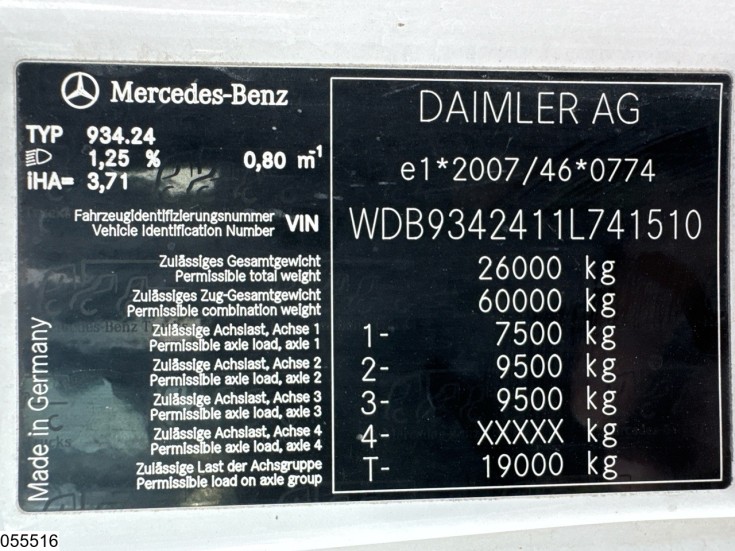 Mercedes-Benz
DAIMLER AG
TYP 934.24
1,25 % 0,80 m⁻¹
iHA= 3,71
e1*2007/46*0774
Fahrzeugidentifizierungsnummer
Vehicle Identification Number VIN WDB9342411L741510
Zulässiges Gesamtgewicht
Permissible total weight 26000 kg
Zulässiges Zug-Gesamtgewicht
Permissible combination weight 60000 kg
Zulässige Achslast, Achse 1
Permissible axle load, axle 1 1- 7500 kg
Zulässige Achslast, Achse 2
Permissible axle load, axle 2 2- 9500 kg
Zulässige Achslast, Achse 3
Permissible axle load, axle 3 3- 9500 kg
Zulässige Achslast, Achse 4
Permissible axle load, axle 4 4- XXXXX kg
Zulässige Last der Achsgruppe
Permissible load on axle group T- 19000 kg
Made in Germany
055516